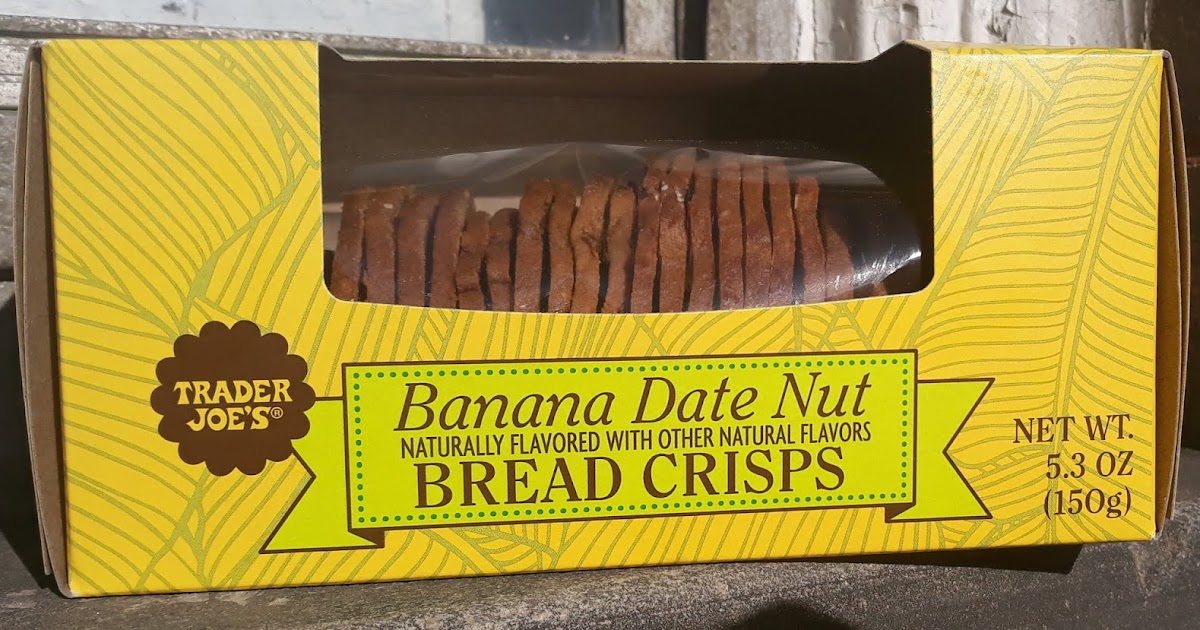 TRADER
JOE'S®
Banana Date Nut
NATURALLY FLAVORED WITH OTHER NATURAL FLAVORS
BREAD CRISPS
NET WT.
5.3 OZ
(150g)